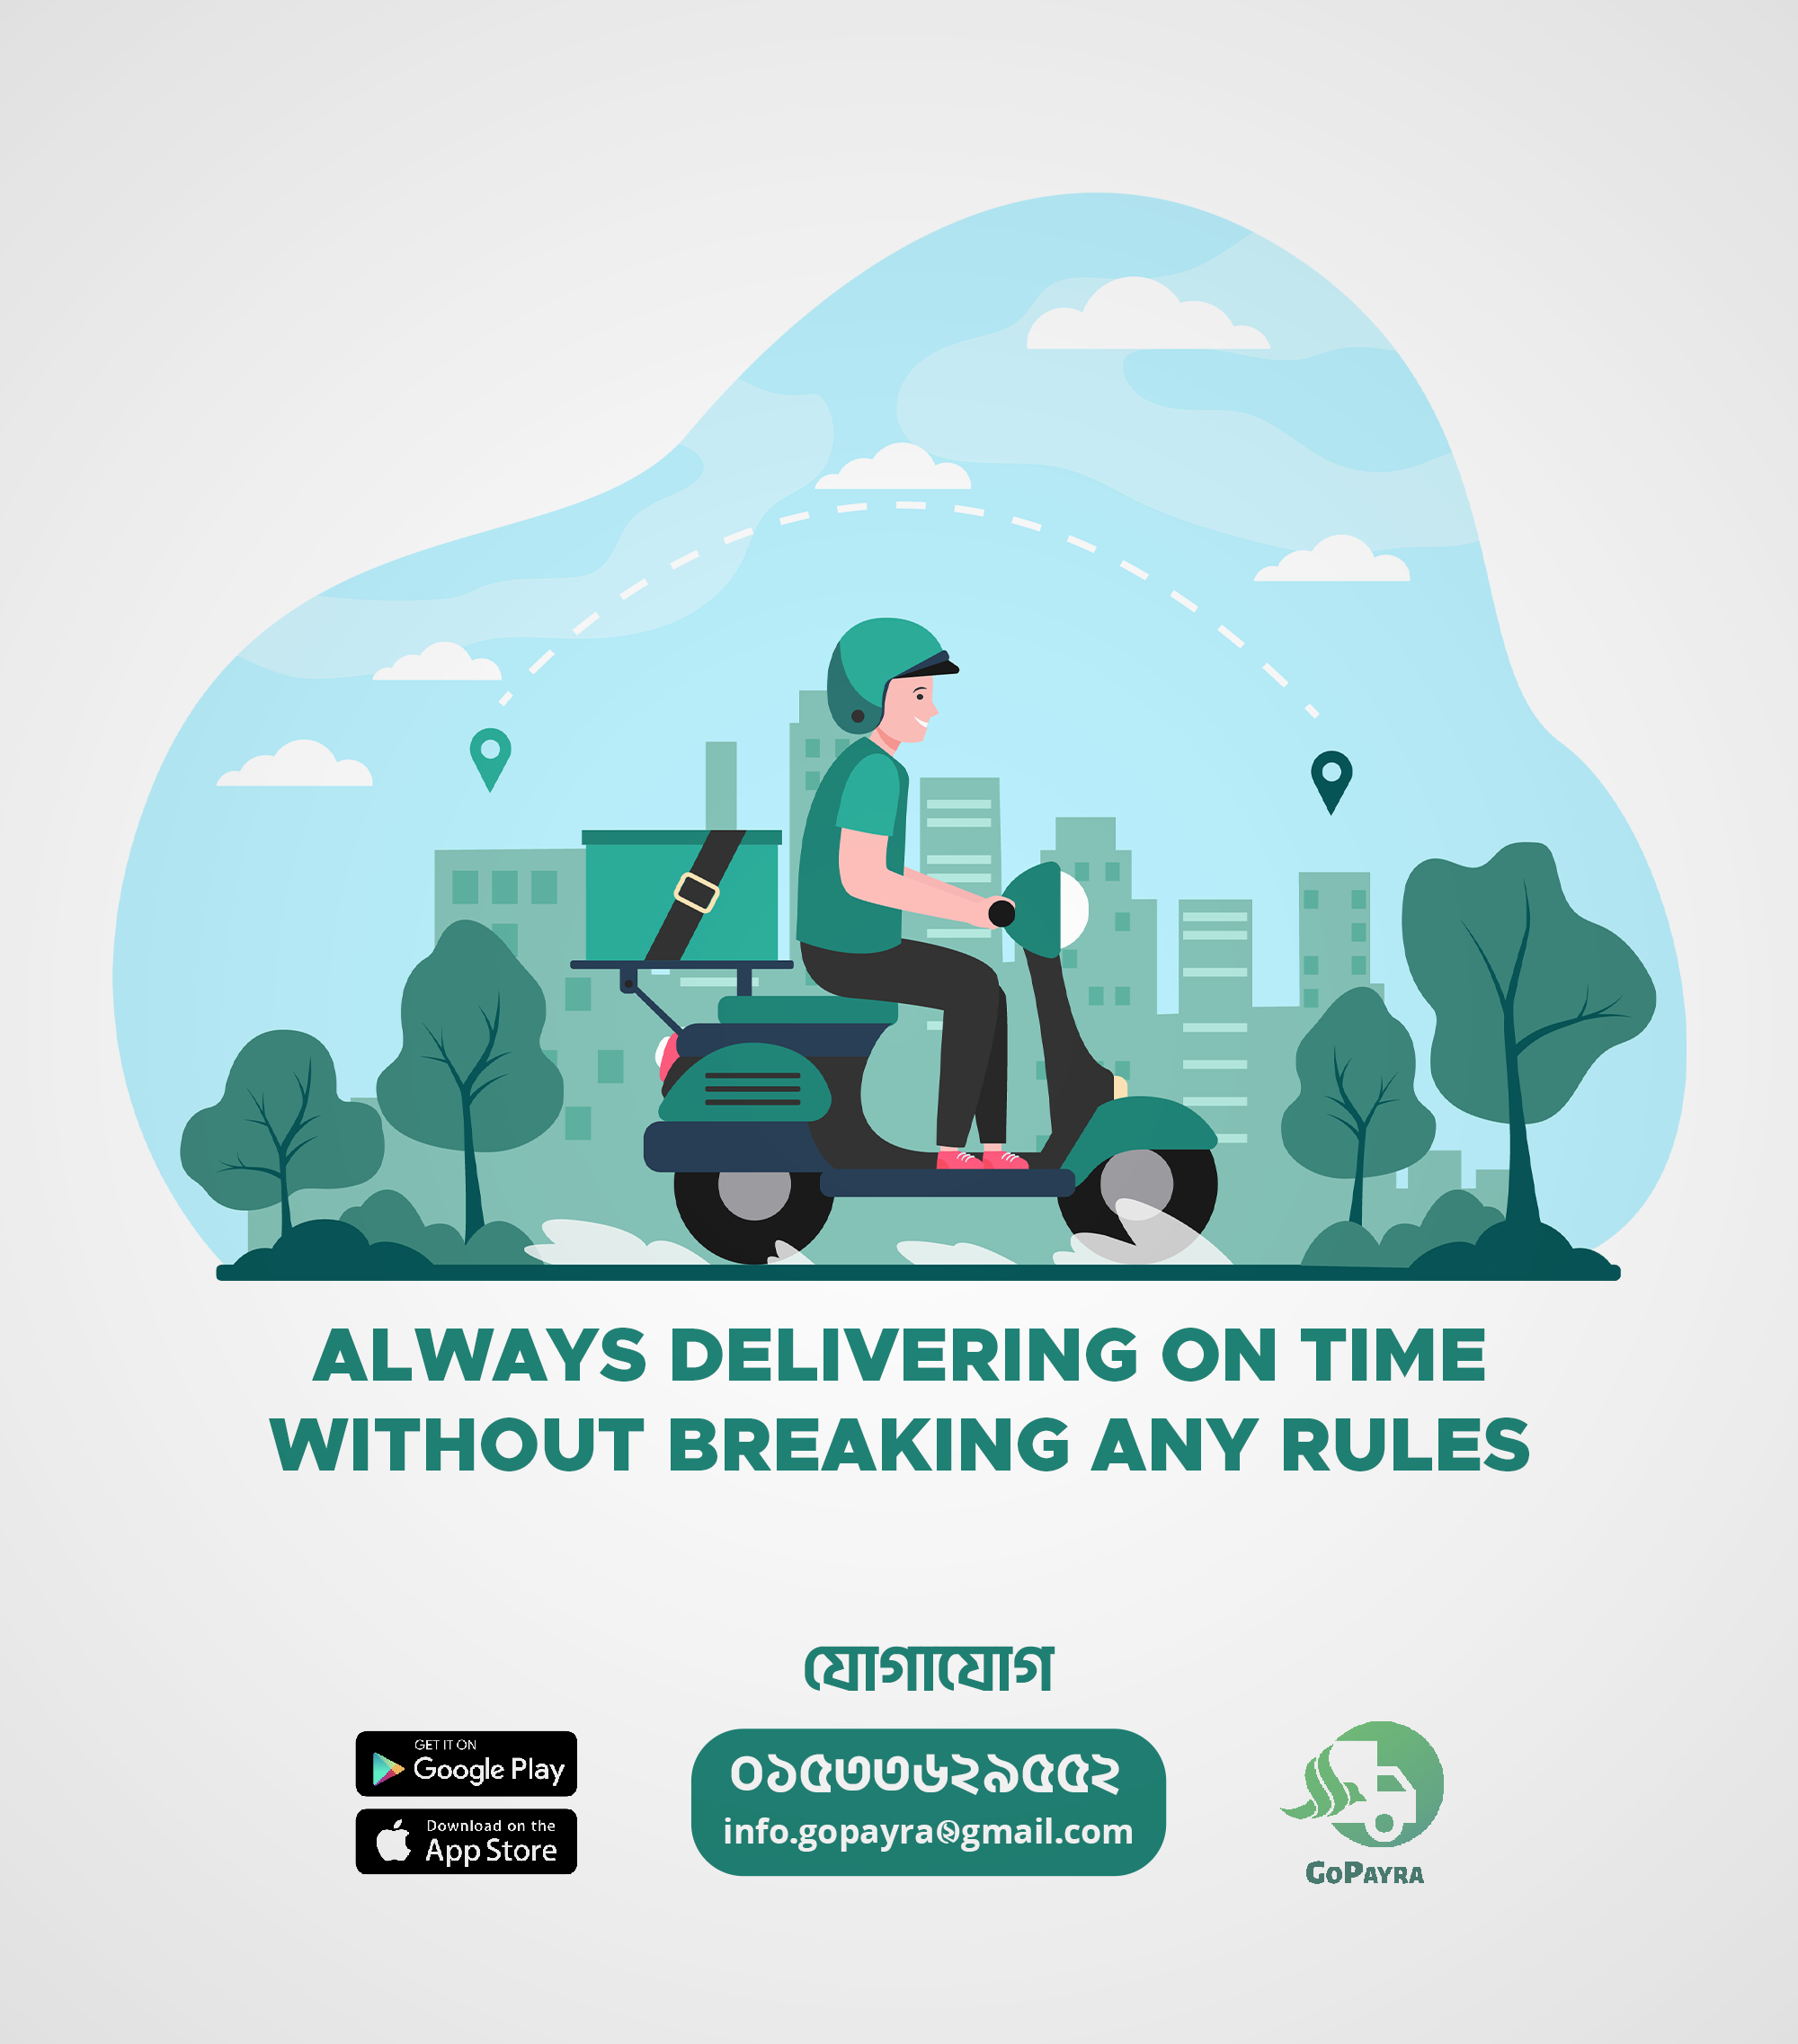 ALWAYS DELIVERING ON TIME
WITHOUT BREAKING ANY RULES
যোগাযোগ
GET IT ON
Google Play
Download on the
App Store
০১৫৩৩৬২৯৫৫২
info.gopayra@gmail.com
GOPAYRA